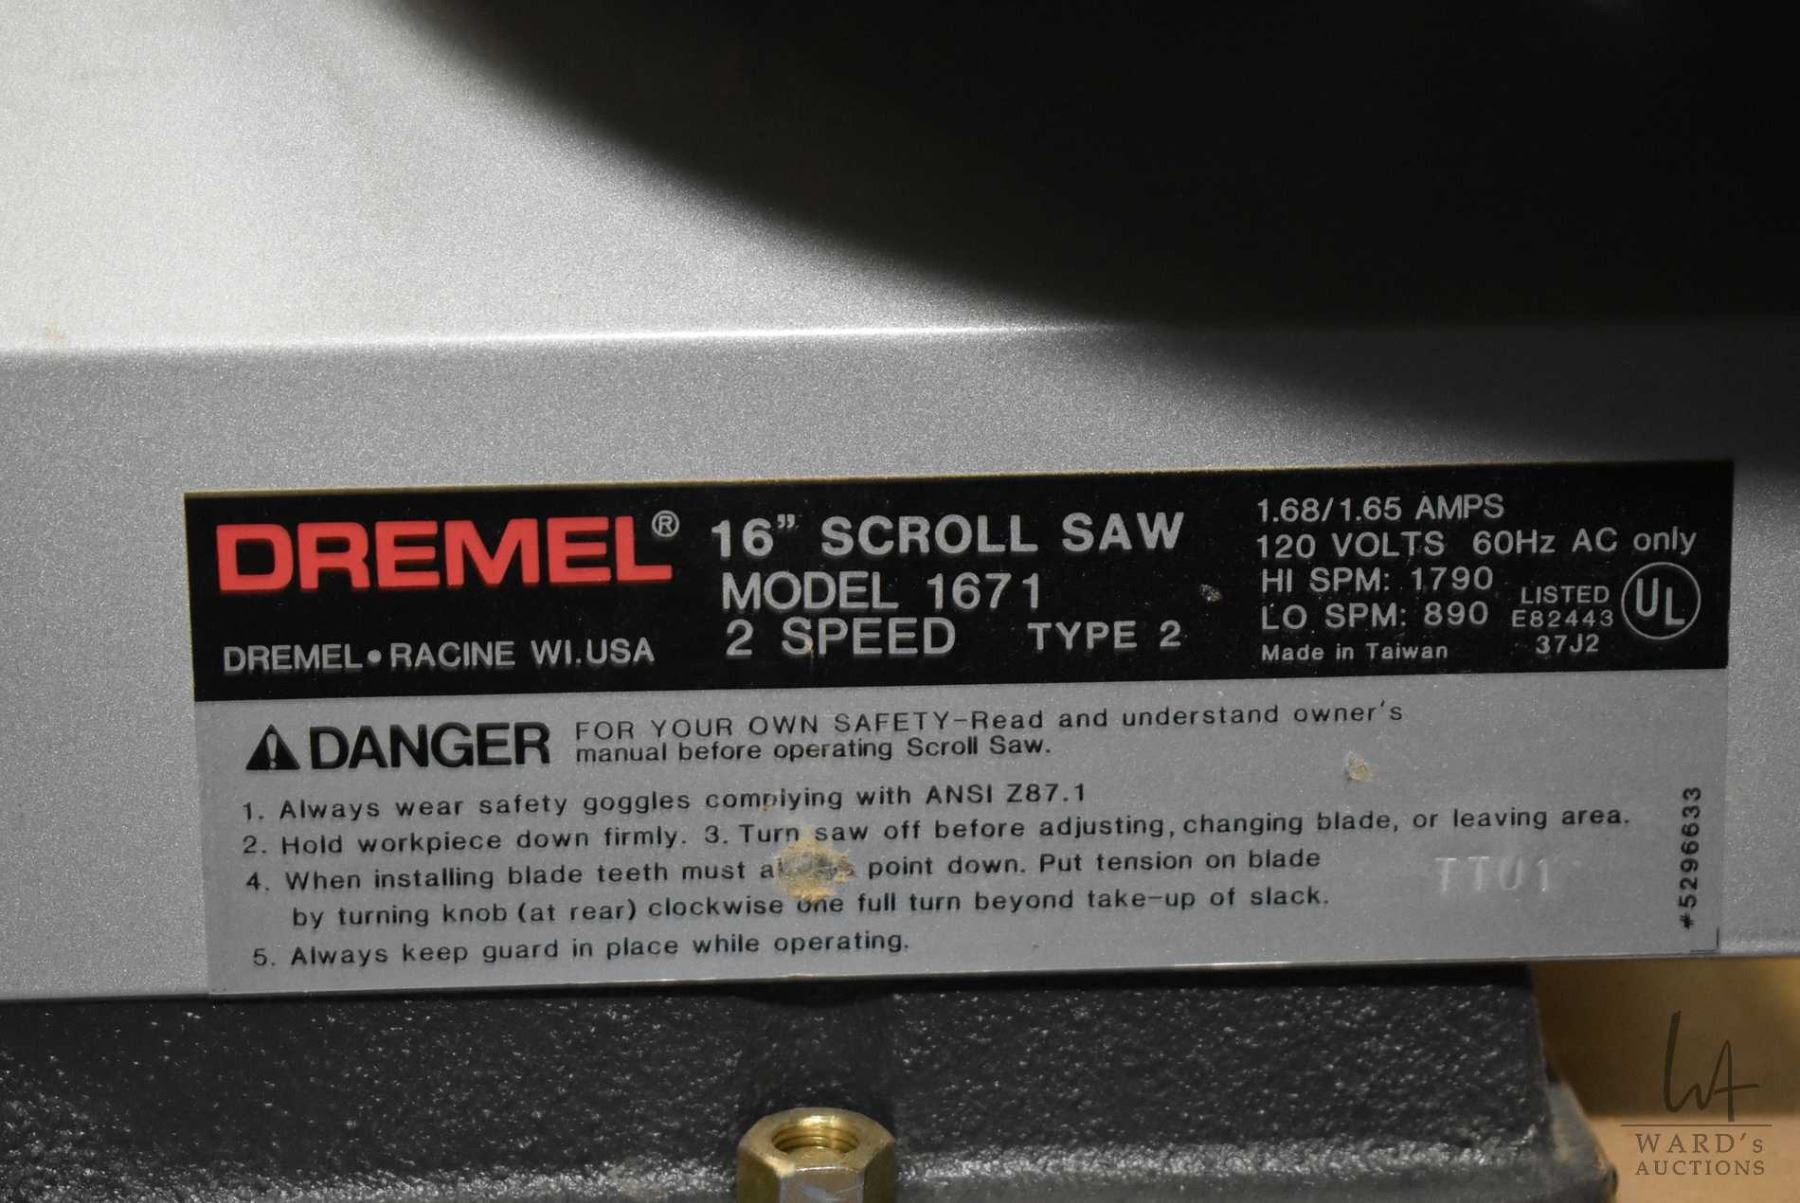 DREMEL®
DREMEL•RACINE WI.USA
16” SCROLL SAW
MODEL 1671
2 SPEED TYPE 2
1.68/1.65 AMPS
120 VOLTS 60Hz AC only
HI SPM: 1790
LO SPM: 890
Made in Taiwan
LISTED
E82443
37J2
UL
DANGER FOR YOUR OWN SAFETY-Read and understand owner's
manual before operating Scroll Saw.
1. Always wear safety goggles complying with ANSI Z87.1
2. Hold workpiece down firmly. 3. Turn saw off before adjusting, changing blade, or leaving area.
4. When installing blade teeth must point down. Put tension on blade
by turning knob (at rear) clockwise one full turn beyond take-up of slack.
5. Always keep guard in place while operating.
TTU1
#5296633
WA
WARD's
AUCTIONS